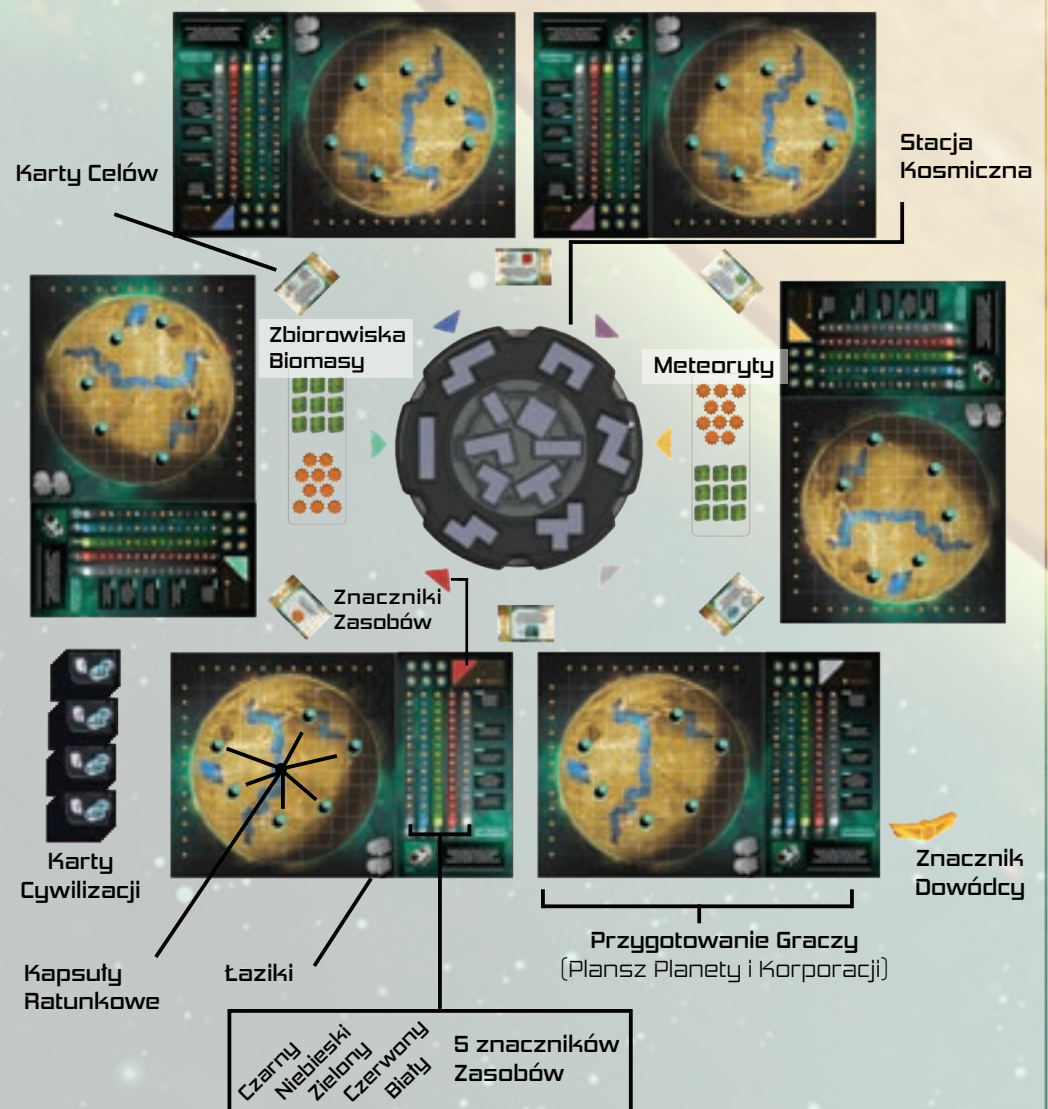 Karty Celów
Stacja
Kosmiczna
Zbiorowiska
Biomasy
Meteoryty
Znaczniki
Zasobów
Karty
Cywilizacji
Znacznik
Dowódcy
Przygotowanie Graczy
(Plansz Planety i Korporacji)
Kapsuły
Ratunkowe
Łaziki
Czarny
Niebieski
Zielony
Czerwony
Biały
5 znaczników
Zasobów